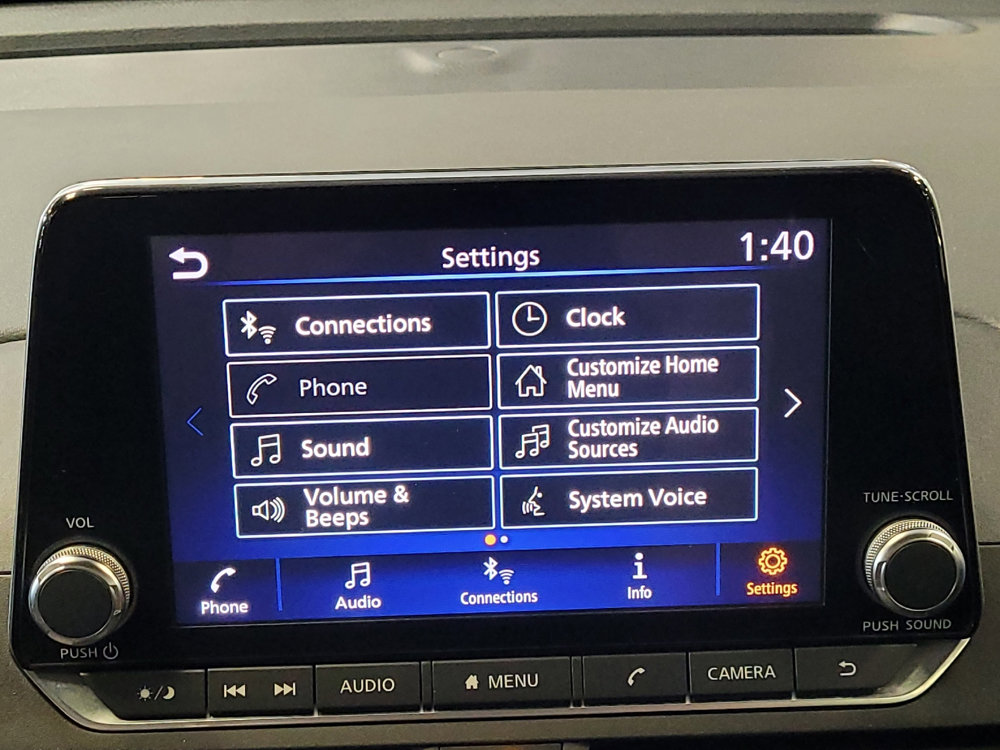 Settings
1:40
Connections
Clock
Phone
Customize Home
Menu
Sound
Customize Audio
Sources
Volume &
Beeps
System Voice
Phone
Audio
Connections
Info
Settings
VOL
PUSH
TUNE·SCROLL
PUSH SOUND
AUDIO
MENU
CAMERA